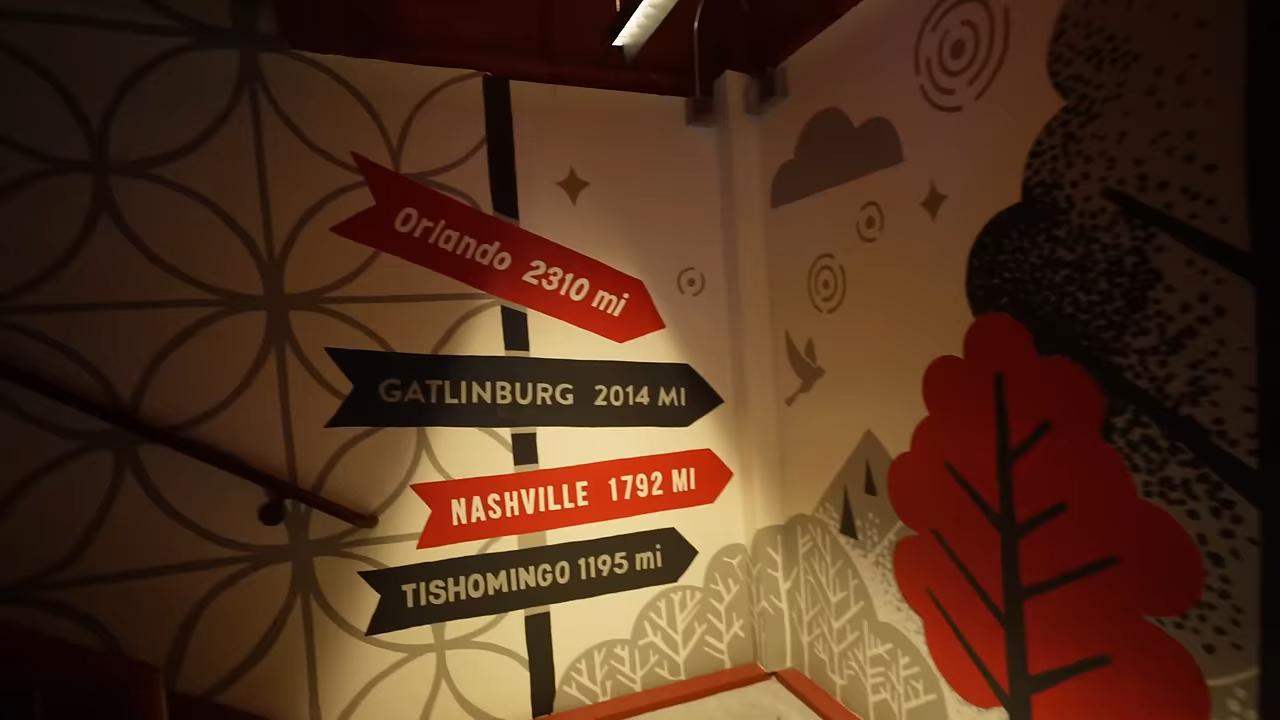 Orlando 2310 mi
GATLINBURG 2014 MI
NASHVILLE 1792 MI
TISHOMINGO 1195 mi